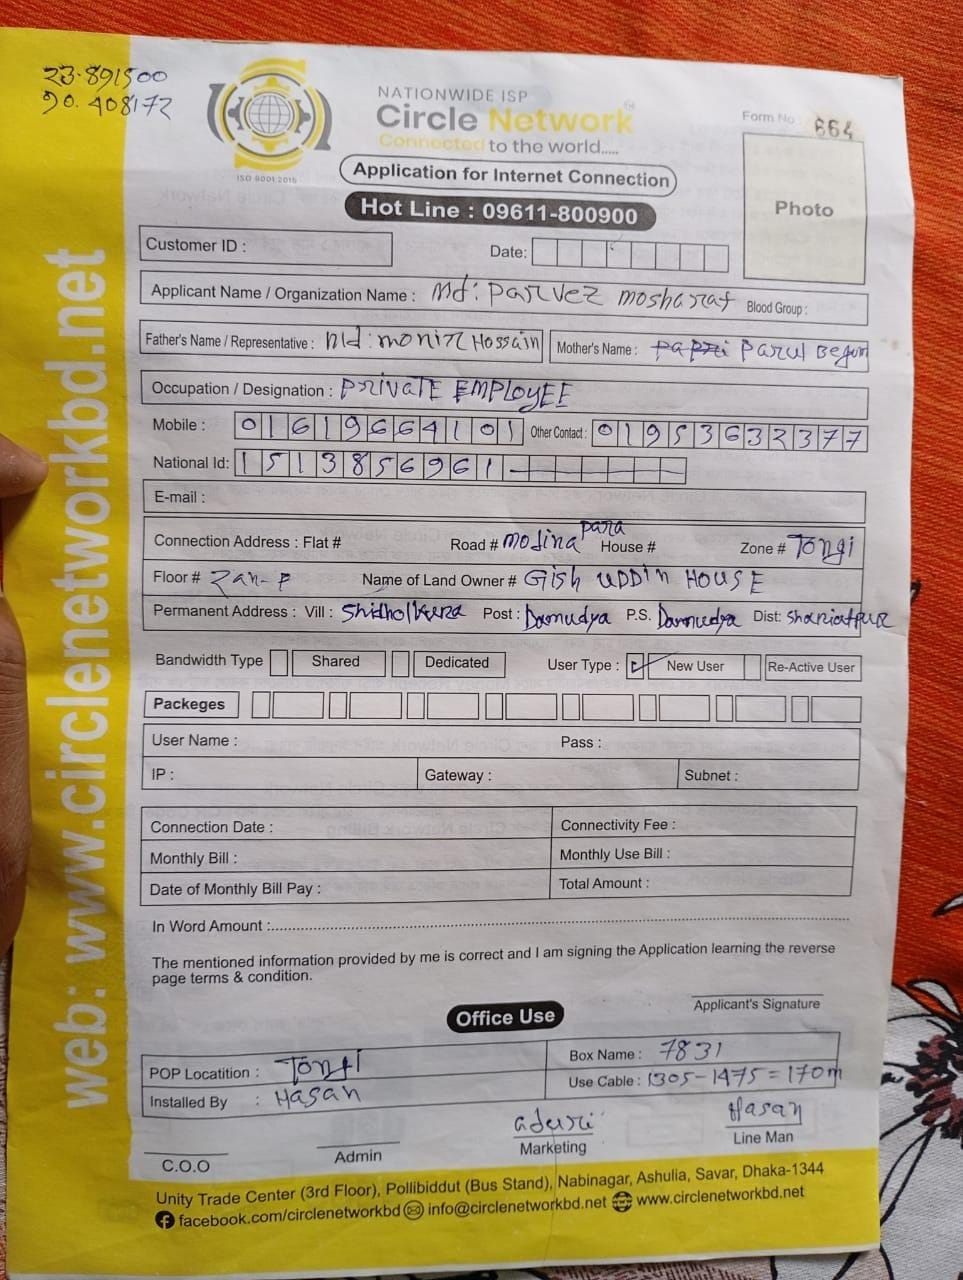 23.891500
90.408172
NATIONWIDE ISP
Circle Network
TM
Connected to the world.....
ISO 9001:2015
Application for Internet Connection
Hot Line : 09611-800900
Form No : 664
Photo
Customer ID :
Date:
Applicant Name / Organization Name : Md: Parvez mosharaf Blood Group :
Father's Name / Representative : Md: monir Hossain Mother's Name : Parul Begum
Occupation / Designation : PRIVATE EMPLOYEE
Mobile : 01619664101 Other Contact : 01953632377
National Id: 1513856961
E-mail :
Connection Address : Flat # Road # modina para House # Zone # Tongi
Floor # Name of Land Owner # Gish UDDIN HOUSE
Permanent Address : Vill : Post : Damudya P.S. Damudya Dist: Shariatpur
Bandwidth Type Shared Dedicated User Type : New User Re-Active User
Packeges
User Name : Pass :
IP : Gateway : Subnet :
Connection Date : Connectivity Fee :
Monthly Bill : Monthly Use Bill :
Date of Monthly Bill Pay : Total Amount :
In Word Amount :
The mentioned information provided by me is correct and I am signing the Application learning the reverse
page terms & condition.
Applicant's Signature
Office Use
POP Locatition : Tongi Box Name : 7831
Installed By : Hasan Use Cable : 1305-1475=170m
Hasan
C.O.O Admin Marketing Line Man
Unity Trade Center (3rd Floor), Pollibiddut (Bus Stand), Nabinagar, Ashulia, Savar, Dhaka-1344
facebook.com/circlenetworkbd info@circlenetworkbd.net www.circlenetworkbd.net
web: www.circlenetworkbd.net